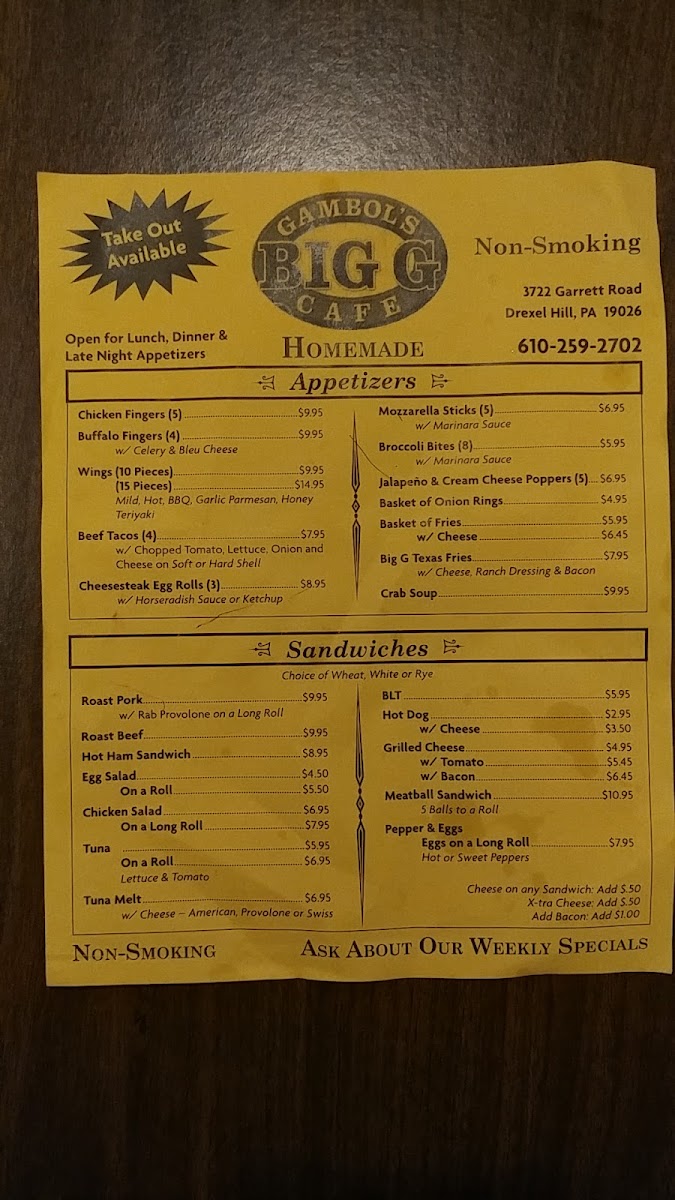 Take Out
Available
GAMBOL'S
BIG G
CAFE
Non-Smoking
3722 Garrett Road
Drexel Hill, PA 19026
Open for Lunch, Dinner &
Late Night Appetizers
HOMEMADE
610-259-2702
Appetizers
Chicken Fingers (5) $9.95
Buffalo Fingers (4) $9.95
w/ Celery & Bleu Cheese
Wings (10 Pieces) $9.95
(15 Pieces) $14.95
Mild, Hot, BBQ, Garlic Parmesan, Honey
Teriyaki
Beef Tacos (4) $7.95
w/ Chopped Tomato, Lettuce, Onion and
Cheese on Soft or Hard Shell
Cheesesteak Egg Rolls (3) $8.95
w/ Horseradish Sauce or Ketchup
Mozzarella Sticks (5) $6.95
w/ Marinara Sauce
Broccoli Bites (8) $5.95
w/ Marinara Sauce
Jalapeño & Cream Cheese Poppers (5) $6.95
Basket of Onion Rings $4.95
Basket of Fries $5.95
w/ Cheese $6.45
Big G Texas Fries $7.95
w/ Cheese, Ranch Dressing & Bacon
Crab Soup $9.95
Sandwiches
Choice of Wheat, White or Rye
Roast Pork $9.95
w/ Rab Provolone on a Long Roll
Roast Beef $9.95
Hot Ham Sandwich $8.95
Egg Salad $4.50
On a Roll $5.50
Chicken Salad $6.95
On a Long Roll $7.95
Tuna $5.95
On a Roll $6.95
Lettuce & Tomato
Tuna Melt $6.95
w/ Cheese – American, Provolone or Swiss
BLT $5.95
Hot Dog $2.95
w/ Cheese $3.50
Grilled Cheese $4.95
w/ Tomato $5.45
w/ Bacon $6.45
Meatball Sandwich $10.95
5 Balls to a Roll
Pepper & Eggs
Eggs on a Long Roll $7.95
Hot or Sweet Peppers
Cheese on any Sandwich: Add $.50
X-tra Cheese: Add $.50
Add Bacon: Add $1.00
NON-SMOKING
ASK ABOUT OUR WEEKLY SPECIALS